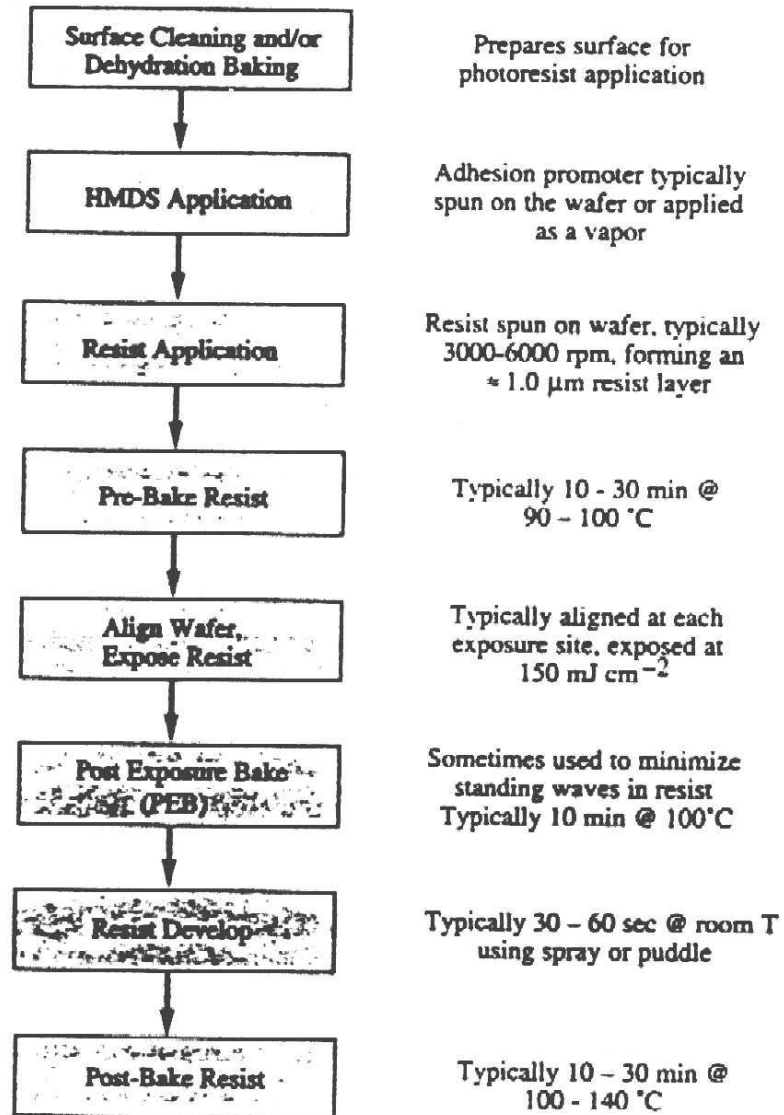 Surface Cleaning and/or
Dehydration Baking
Prepares surface for
photoresist application
HMDS Application
Adhesion promoter typically
spun on the wafer or applied
as a vapor
Resist Application
Resist spun on wafer, typically
3000-6000 rpm, forming an
≈ 1.0 µm resist layer
Pre-Bake Resist
Typically 10 - 30 min @
90 – 100 °C
Align Wafer,
Expose Resist
Typically aligned at each
exposure site, exposed at
150 mJ cm⁻²
Post Exposure Bake
(PEB)
Sometimes used to minimize
standing waves in resist
Typically 10 min @ 100°C
Resist Develop
Typically 30 – 60 sec @ room T
using spray or puddle
Post-Bake Resist
Typically 10 – 30 min @
100 - 140 °C